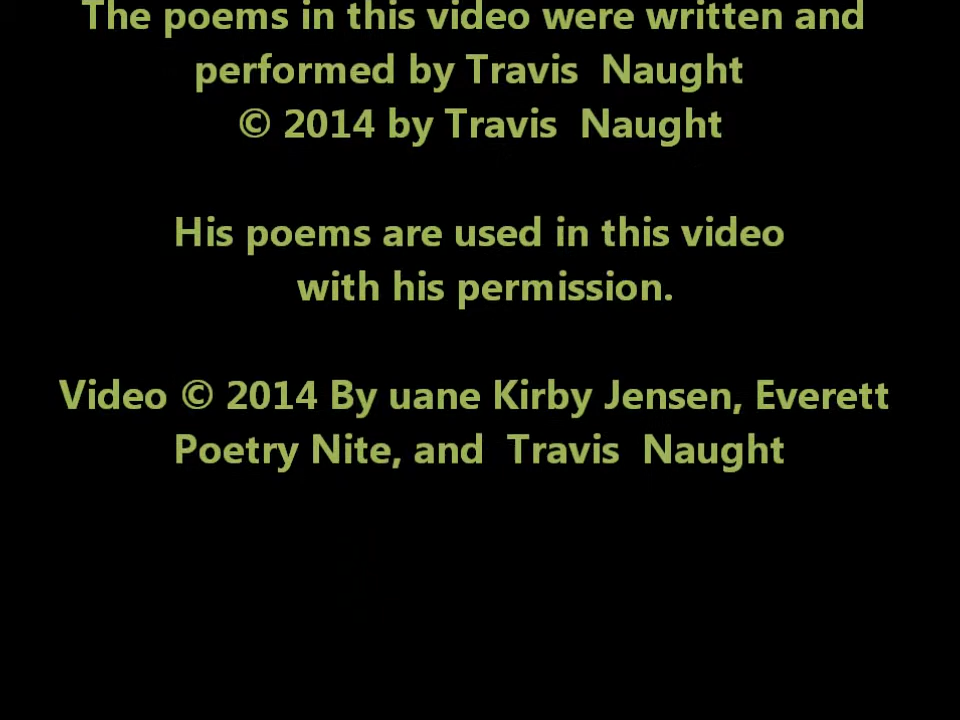 The poems in this video were written and
performed by Travis  Naught
© 2014 by Travis  Naught
His poems are used in this video
with his permission.
Video © 2014 By uane Kirby Jensen, Everett
Poetry Nite, and  Travis  Naught